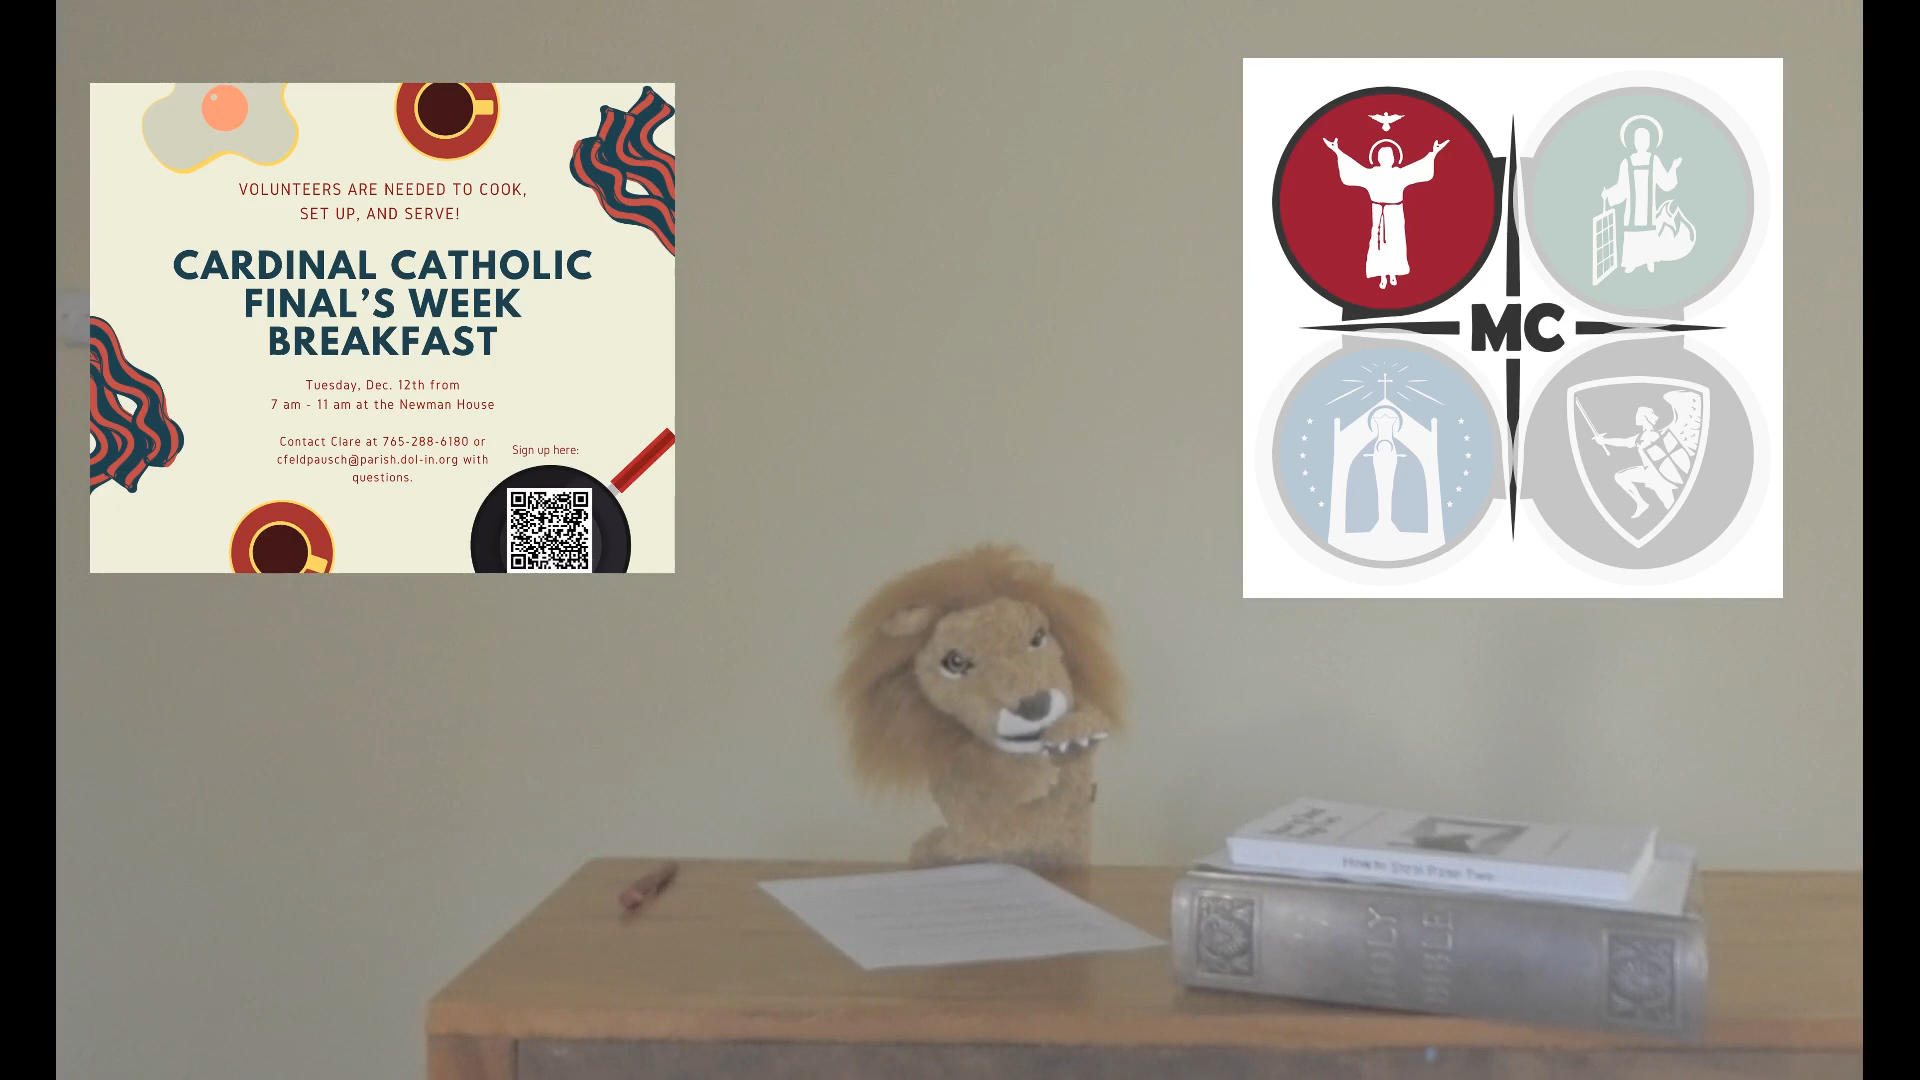 VOLUNTEERS ARE NEEDED TO COOK,
SET UP, AND SERVE!
CARDINAL CATHOLIC
FINAL'S WEEK
BREAKFAST
Tuesday, Dec. 12th from
7 am - 11 am at the Newman House
Contact Clare at 765-288-6180 or
cfeldpausch@parish.dol-in.org with
questions.
Sign up here:
MC
HOLY
BIBLE